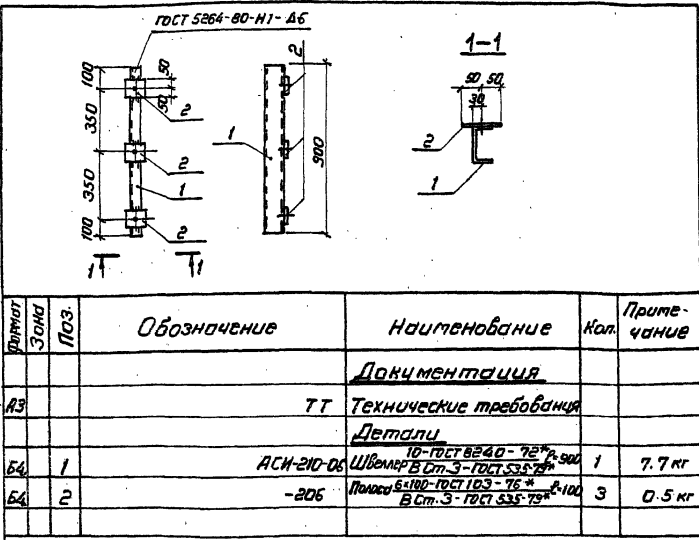 ГОСТ 5264-80-Н1-Δ6
1-1
100
350
350
100
50
50
2
2
1
2
1 1
1
2
900
50 50
30
2
1
Формат Зона Поз. Обозначение Наименование Кол. Приме-
чание
Документация
А3 ТТ Технические требования
Детали
Б4 1 АСИ-210-06 Швеллер 10-ГОСТ 8240-72* ℓ=900 1 7.7 кг
В Ст.3-ГОСТ 535-79*
Б4 2 -206 Полоса 6х100-ГОСТ 103-76* ℓ=100 3 0.5 кг
В Ст.3-ГОСТ 535-79*